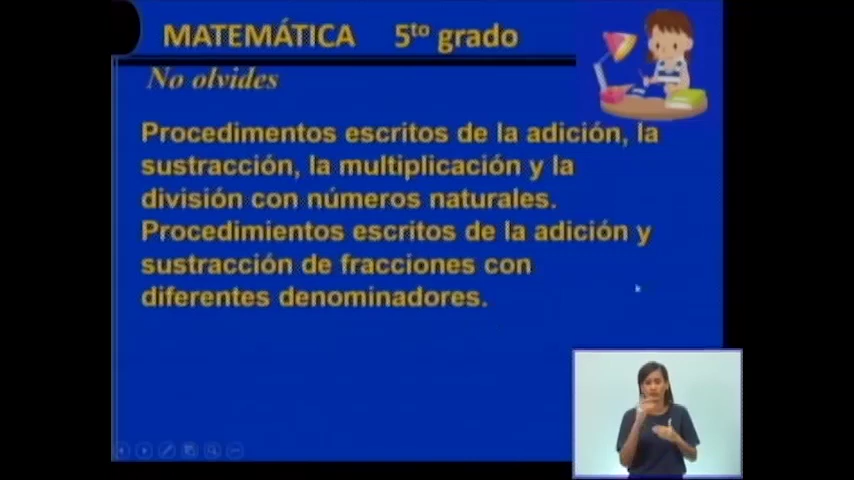 MATEMÁTICA 5to grado
No olvides
Procedimentos escritos de la adición, la
sustracción, la multiplicación y la
división con números naturales.
Procedimientos escritos de la adición y
sustracción de fracciones con
diferentes denominadores.